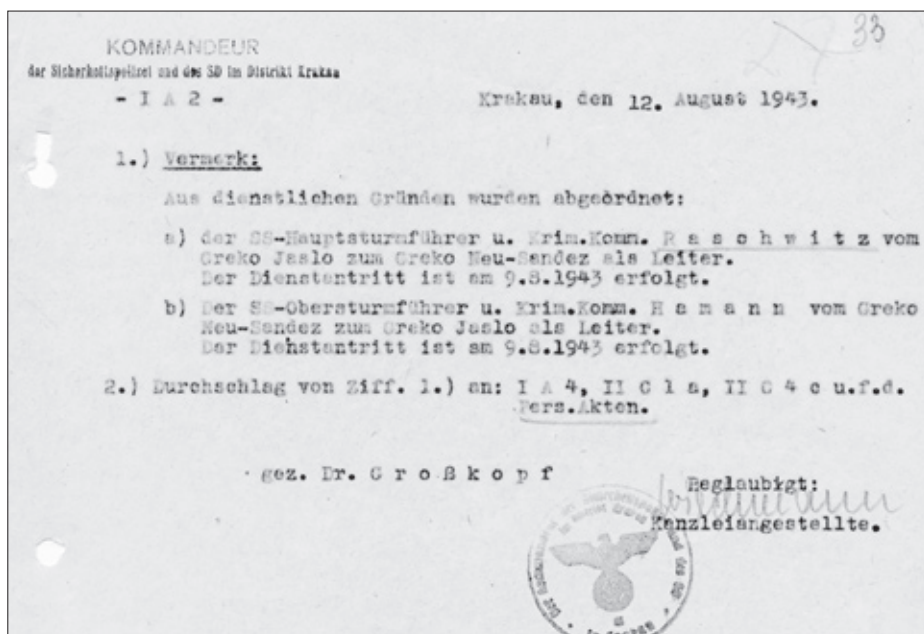 33
KOMMANDEUR
der Sicherheitspolizei und des SD im Distrikt Krakau
- I A 2 -
Krakau, den 12. August 1943.
1.) Vermerk:
Aus dienstlichen Gründen wurden abgeordnet:
a) der SS-Hauptsturmführer u. Krim.Komm. R a s c h w i t z vom
Greko Jaslo zum Greko Neu-Sandez als Leiter.
Der Dienstantritt ist am 9.8.1943 erfolgt.
b) Der SS-Obersturmführer u. Krim.Komm. H a m a n n vom Greko
Neu-Sandez zum Greko Jaslo als Leiter.
Der Dienstantritt ist am 9.8.1943 erfolgt.
2.) Durchschlag von Ziff. 1.) an: I A 4, II C 1 a, II C 4 c u.f.d.
Pers.Akten.
gez. Dr. G r o ß k o p f
Beglaubigt:
Kanzleiangestellte.